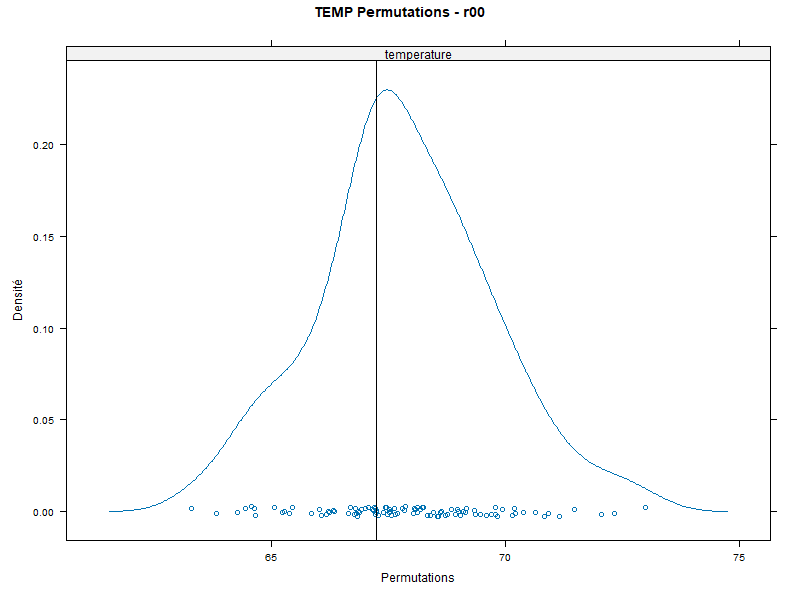 TEMP Permutations - r00
temperature
0.20
0.15
0.10
0.05
0.00
Densité
65 70 75
Permutations